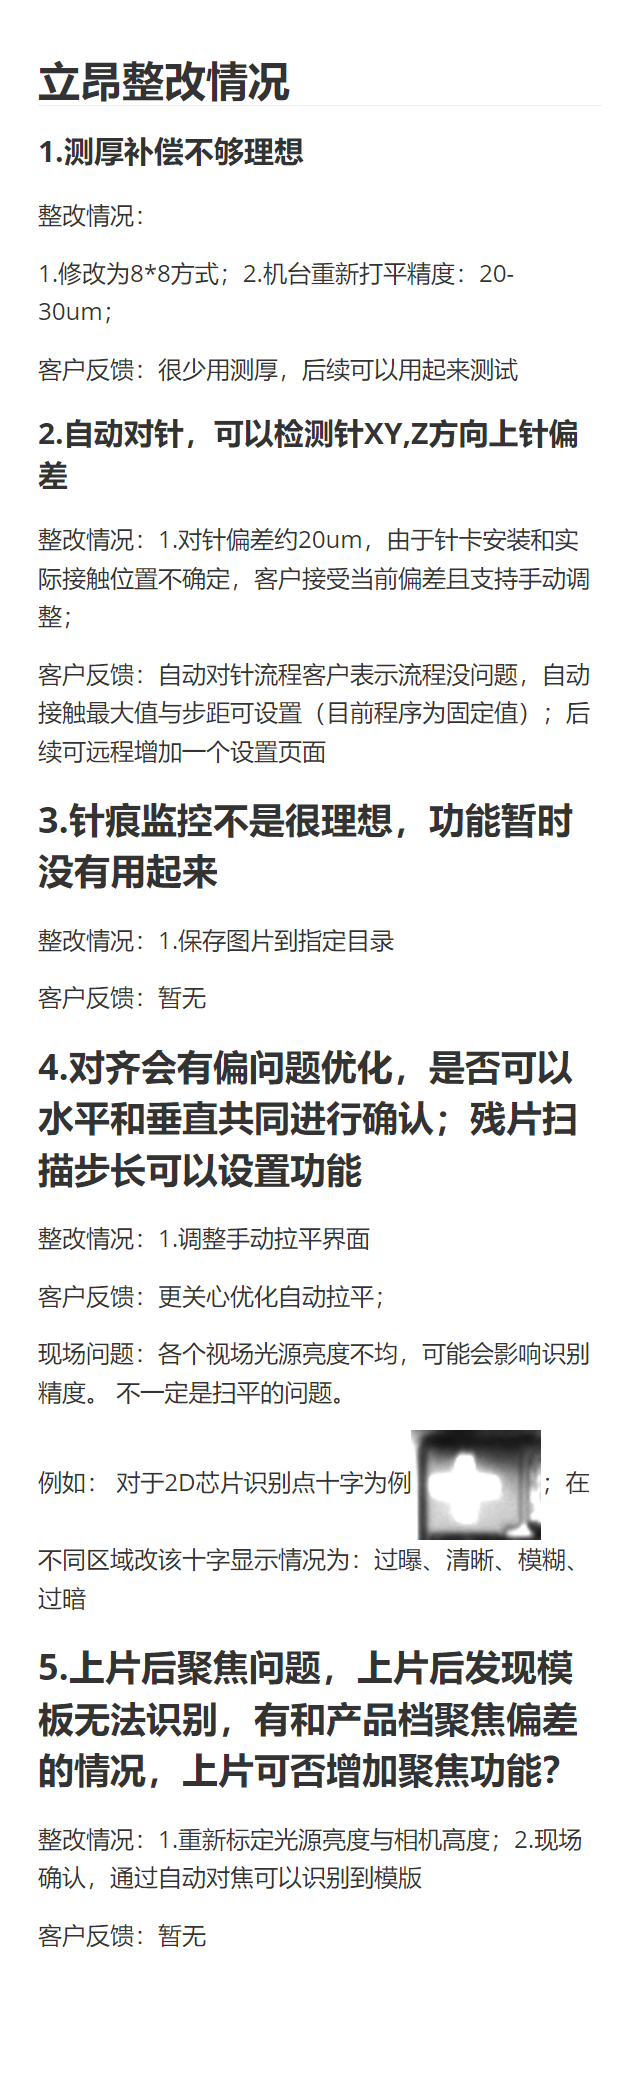 立昂整改情况
1.测厚补偿不够理想
整改情况：
1.修改为8*8方式；2.机台重新打平精度：20-
30um；
客户反馈：很少用测厚，后续可以用起来测试
2.自动对针，可以检测针XY,Z方向上针偏
差
整改情况：1.对针偏差约20um，由于针卡安装和实
际接触位置不确定，客户接受当前偏差且支持手动调
整；
客户反馈：自动对针流程客户表示流程没问题，自动
接触最大值与步距可设置（目前程序为固定值）；后
续可远程增加一个设置页面
3.针痕监控不是很理想，功能暂时
没有用起来
整改情况：1.保存图片到指定目录
客户反馈：暂无
4.对齐会有偏问题优化，是否可以
水平和垂直共同进行确认；残片扫
描步长可以设置功能
整改情况：1.调整手动拉平界面
客户反馈：更关心优化自动拉平；
现场问题：各个视场光源亮度不均，可能会影响识别
精度。 不一定是扫平的问题。
例如： 对于2D芯片识别点十字为例；在
不同区域改该十字显示情况为：过曝、清晰、模糊、
过暗
5.上片后聚焦问题，上片后发现模
板无法识别，有和产品档聚焦偏差
的情况，上片可否增加聚焦功能？
整改情况：1.重新标定光源亮度与相机高度；2.现场
确认，通过自动对焦可以识别到模版
客户反馈：暂无